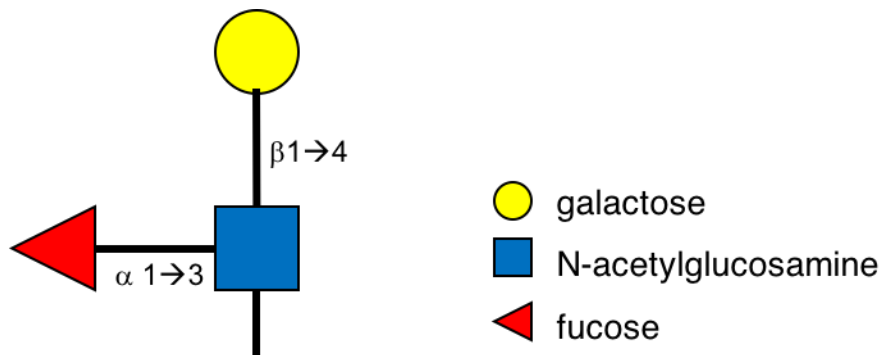 β1→4
α 1→3
galactose
N-acetylglucosamine
fucose